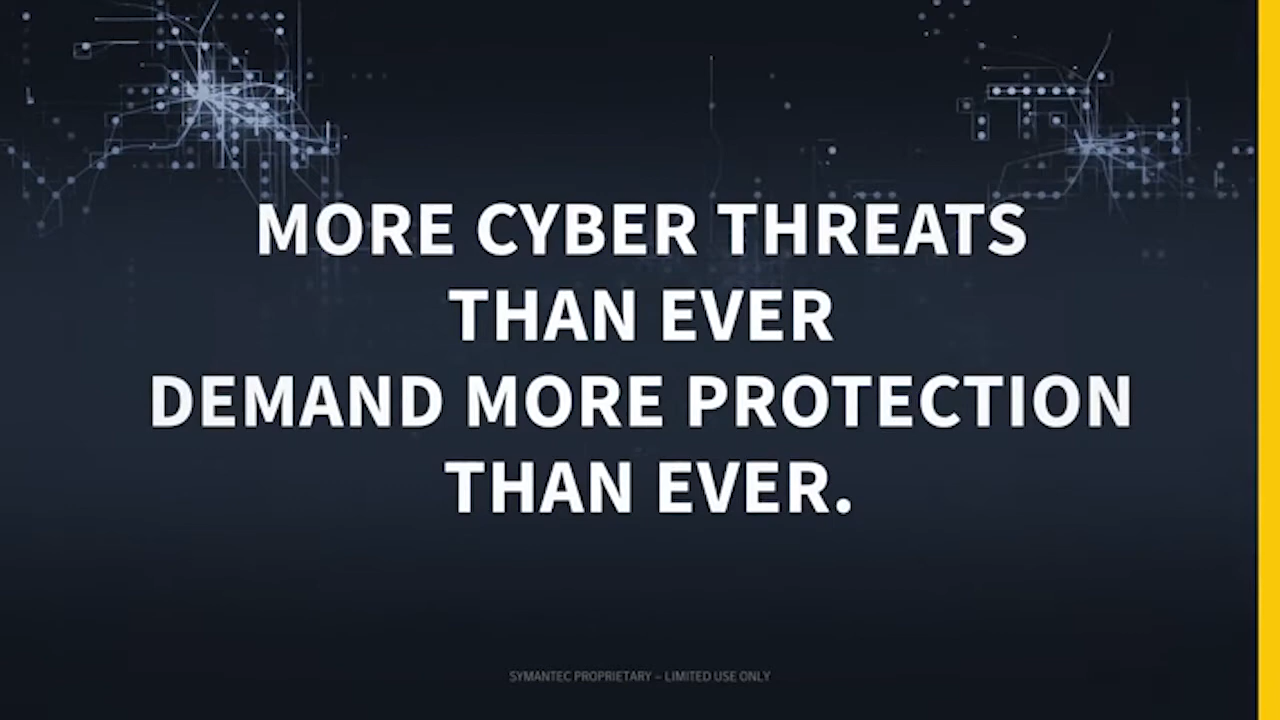 MORE CYBER THREATS
THAN EVER
DEMAND MORE PROTECTION
THAN EVER.
SYMANTEC PROPRIETARY – LIMITED USE ONLY